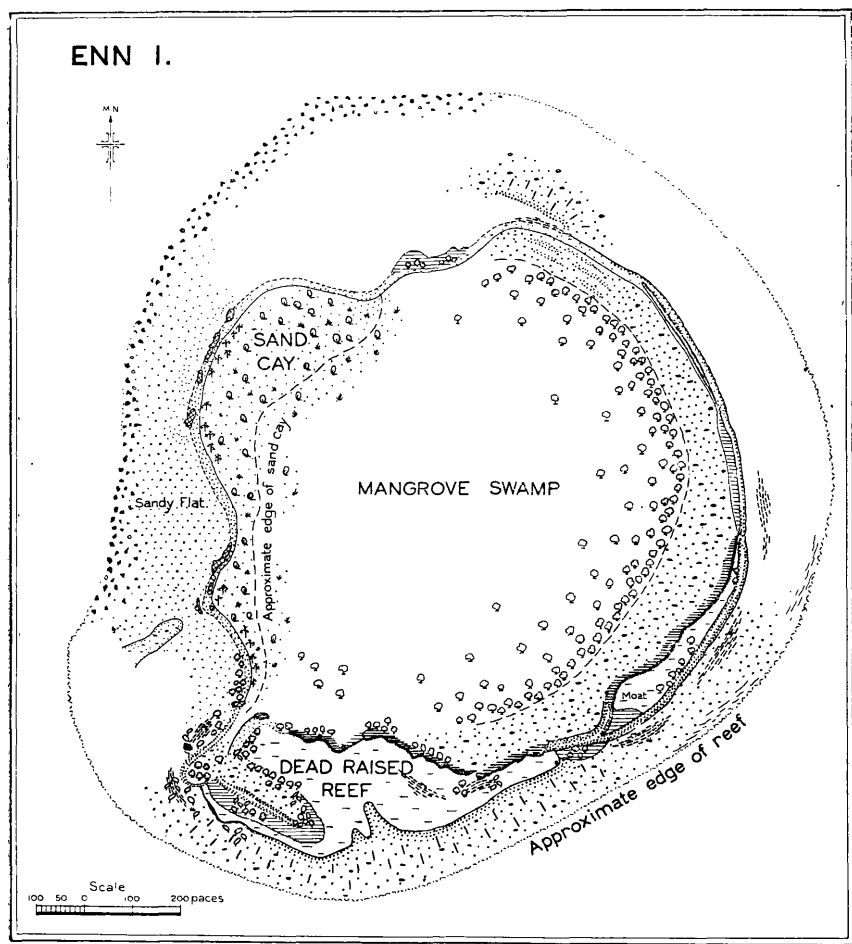 ENN I.
MN
SAND
CAY
Approximate edge of sand cay
Sandy Flat
MANGROVE SWAMP
Moat
DEAD RAISED
REEF
Approximate edge of reef
Scale
100 50 0 100 200 paces